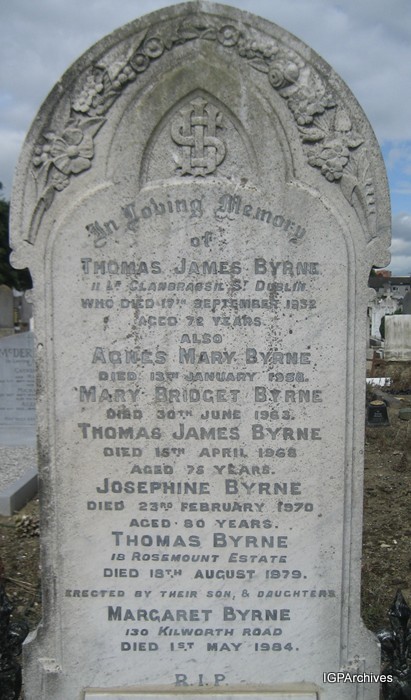 IHS
In Loving Memory
of
THOMAS JAMES BYRNE
11 LR CLANBRASSIL ST DUBLIN
WHO DIED 17TH SEPTEMBER 1932
AGED 72 YEARS.
ALSO
AGNES MARY BYRNE
DIED 13TH JANUARY 1958.
MARY BRIDGET BYRNE
DIED 30TH JUNE 1963.
THOMAS JAMES BYRNE
DIED 15TH APRIL 1968
AGED 75 YEARS.
JOSEPHINE BYRNE
DIED 23RD FEBRUARY 1970
AGED 80 YEARS.
THOMAS BYRNE
18 ROSEMOUNT ESTATE
DIED 18TH AUGUST 1979.
ERECTED BY THEIR SON, & DAUGHTERS
MARGARET BYRNE
130 KILWORTH ROAD
DIED 1ST MAY 1984.
R.I.P.
IGPArchives